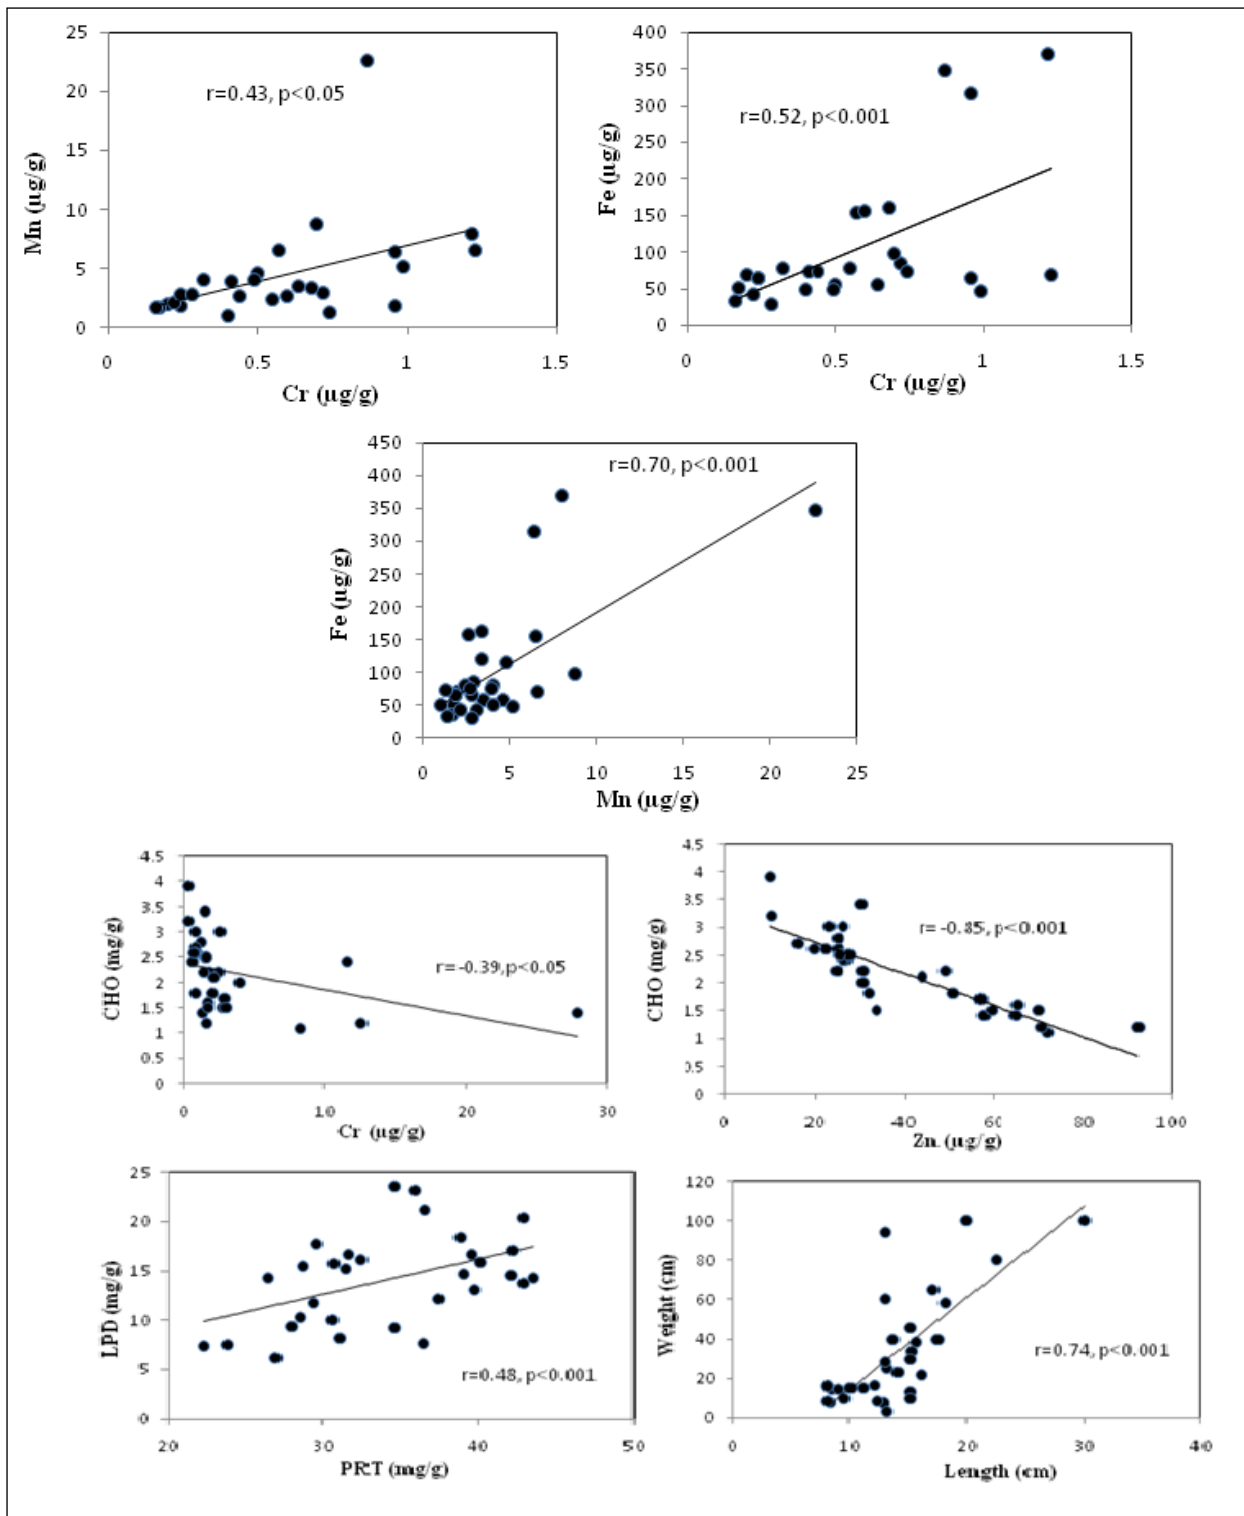 25
20
15
10
5
0
Mn (µg/g)
r=0.43, p<0.05
0 0.5 1 1.5
Cr (µg/g)
400
350
300
250
200
150
100
50
0
Fe (µg/g)
r=0.52, p<0.001
0 0.5 1 1.5
Cr (µg/g)
450
400
350
300
250
200
150
100
50
0
Fe (µg/g)
r=0.70, p<0.001
0 5 10 15 20 25
Mn (µg/g)
4.5
4
3.5
3
2.5
2
1.5
1
0.5
0
CHO (mg/g)
r=-0.39,p<0.05
0 10 20 30
Cr (µg/g)
4.5
4
3.5
3
2.5
2
1.5
1
0.5
0
CHO (mg/g)
r= -0.85, p<0.001
0 20 40 60 80 100
Zn. (µg/g)
25
20
15
10
5
0
LPD (mg/g)
r=0.48, p<0.001
20 30 40 50
PRT (mg/g)
120
100
80
60
40
20
0
Weight (cm)
r=0.74, p<0.001
0 10 20 30 40
Length (cm)